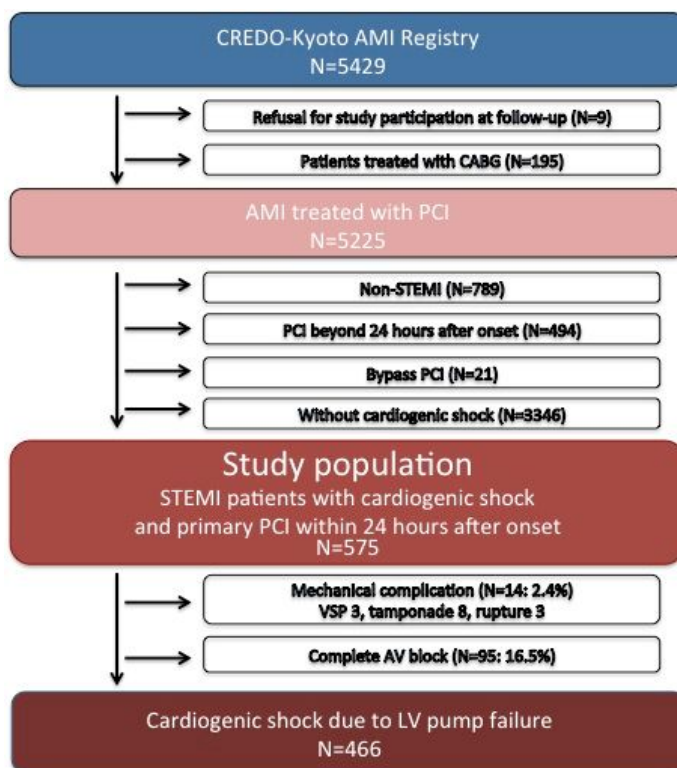 CREDO-Kyoto AMI Registry
N=5429
Refusal for study participation at follow-up (N=9)
Patients treated with CABG (N=195)
AMI treated with PCI
N=5225
Non-STEMI (N=789)
PCI beyond 24 hours after onset (N=494)
Bypass PCI (N=21)
Without cardiogenic shock (N=3346)
Study population
STEMI patients with cardiogenic shock
and primary PCI within 24 hours after onset
N=575
Mechanical complication (N=14: 2.4%)
VSP 3, tamponade 8, rupture 3
Complete AV block (N=95: 16.5%)
Cardiogenic shock due to LV pump failure
N=466